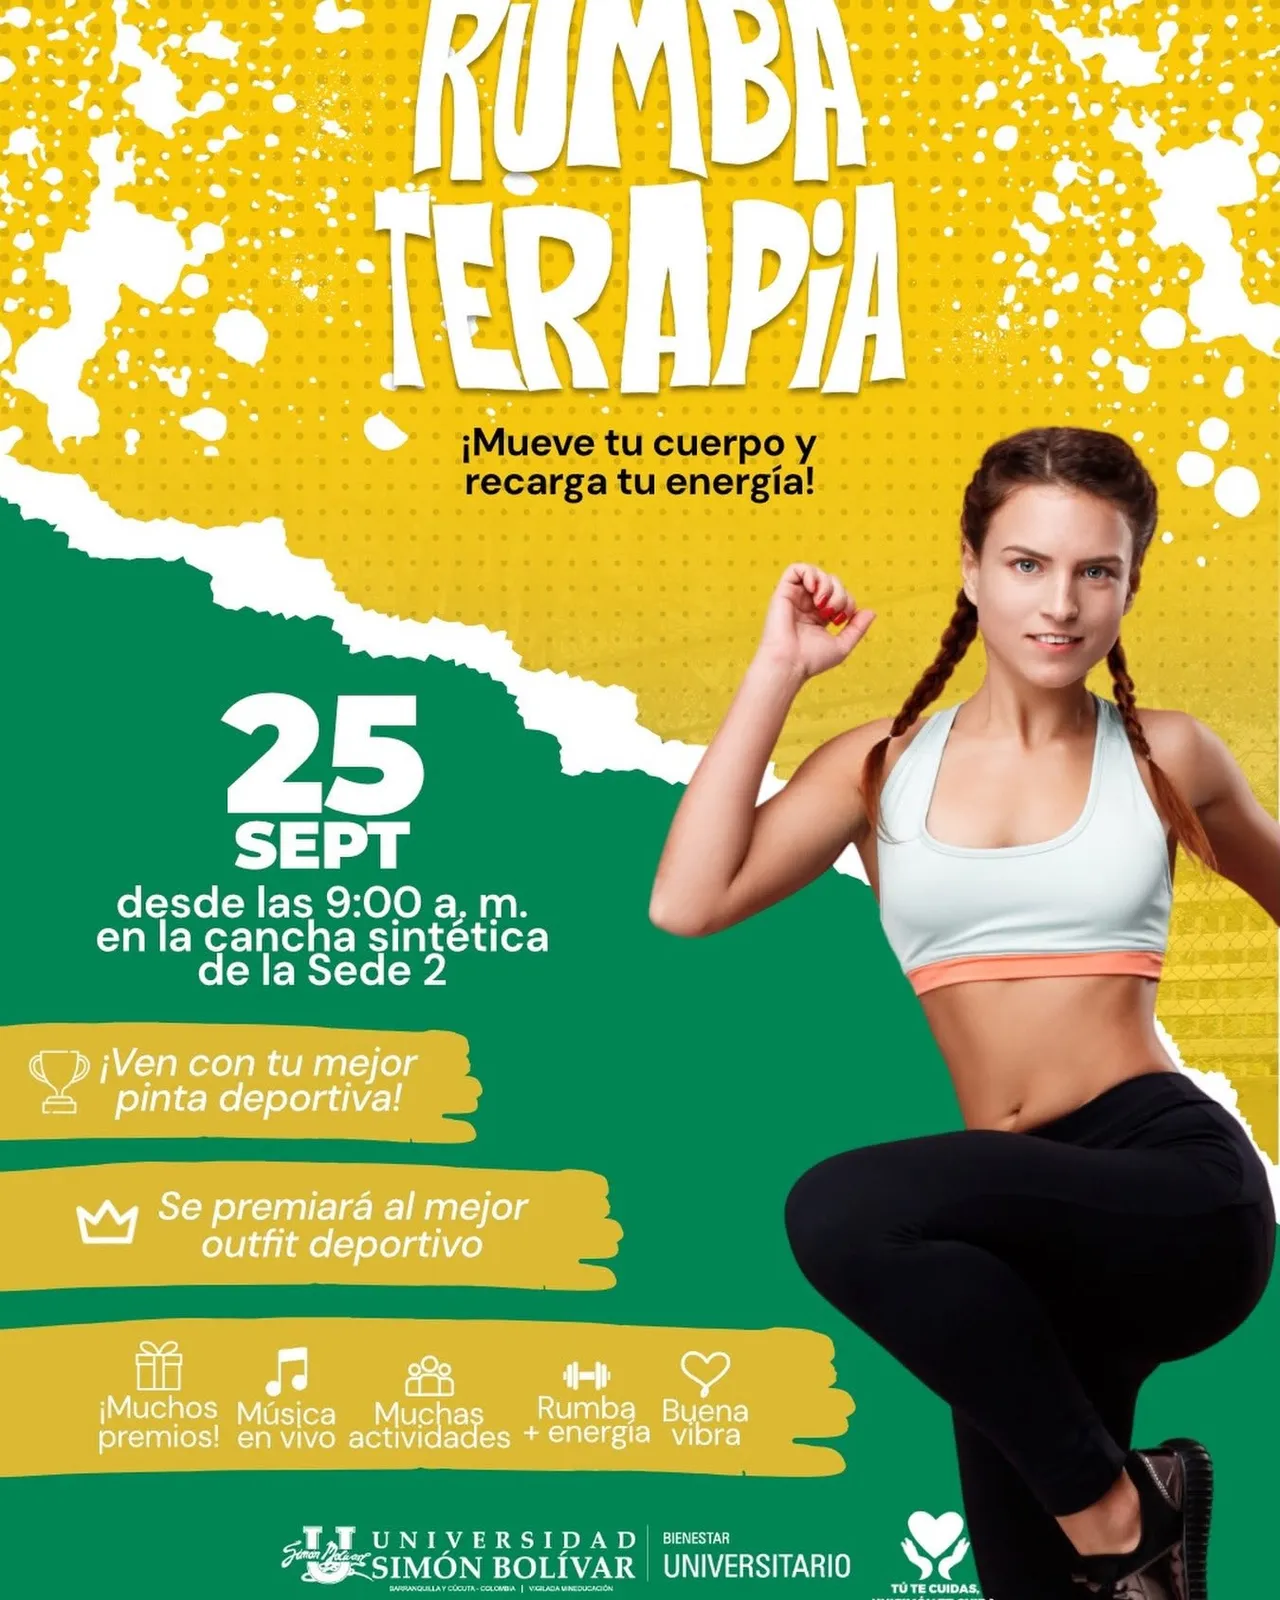 RUMBA
TERAPiA
¡Mueve tu cuerpo y
recarga tu energía!
25
SEPT
desde las 9:00 a. m.
en la cancha sintética
de la Sede 2
¡Ven con tu mejor
pinta deportiva!
Se premiará al mejor
outfit deportivo
¡Muchos
premios!
Música
en vivo
Muchas
actividades
Rumba
+ energía
Buena
vibra
Simón Bolívar
U
UNIVERSIDAD
SIMÓN BOLÍVAR
BARRANQUILLA Y CÚCUTA - COLOMBIA | VIGILADA MINEDUCACIÓN
BIENESTAR
UNIVERSITARIO
TÚ TE CUIDAS,